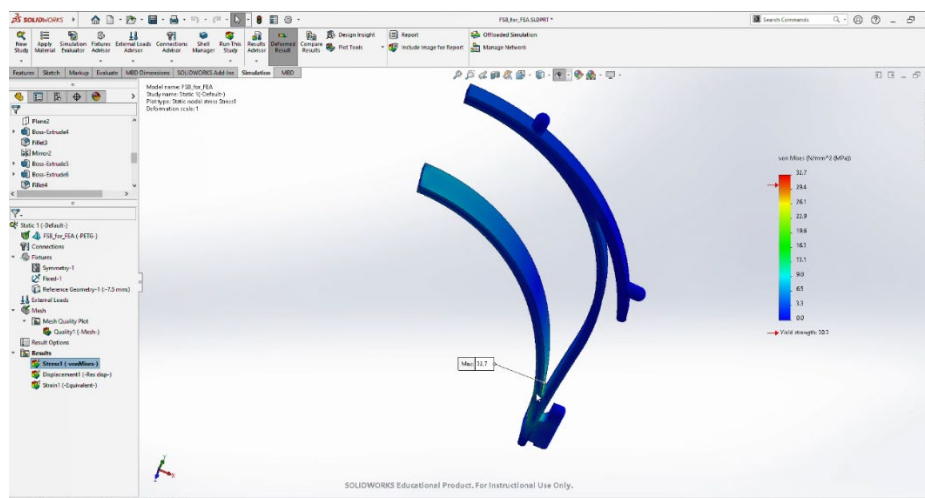 SOLIDWORKS
FSB_for_FEA.SLDPRT *
Search Commands
New Study
Apply Material
Simulation Evaluator
Fixtures Advisor
External Loads Advisor
Connections Advisor
Shell Manager
Run This Study
Results Advisor
Deformed Result
Compare Results
Design Insight
Plot Tools
Report
Include Image for Report
Offloaded Simulation
Manage Network
Features Sketch Markup Evaluate MBD Dimensions SOLIDWORKS Add-Ins Simulation MBD
Model name: FSB_for_FEA
Study name: Static 1(-Default-)
Plot type: Static nodal stress Stress1
Deformation scale: 1
Plane2
Boss-Extrude4
Fillet3
Mirror2
Boss-Extrude5
Boss-Extrude6
Fillet4
Static 1 (-Default-)
FSB_for_FEA (-PETG-)
Connections
Fixtures
Symmetry-1
Fixed-1
Reference Geometry-1 (:-7.5 mm:)
External Loads
Mesh
Mesh Quality Plot
Quality1 (-Mesh-)
Result Options
Results
Stress1 (-vonMises-)
Displacement1 (-Res disp-)
Strain1 (-Equivalent-)
von Mises (N/mm^2 (MPa))
32.7
29.4
26.1
22.9
19.6
16.3
13.1
9.8
6.5
3.3
0.0
Yield strength: 30.3
Max: 32.7
SOLIDWORKS Educational Product. For Instructional Use Only.